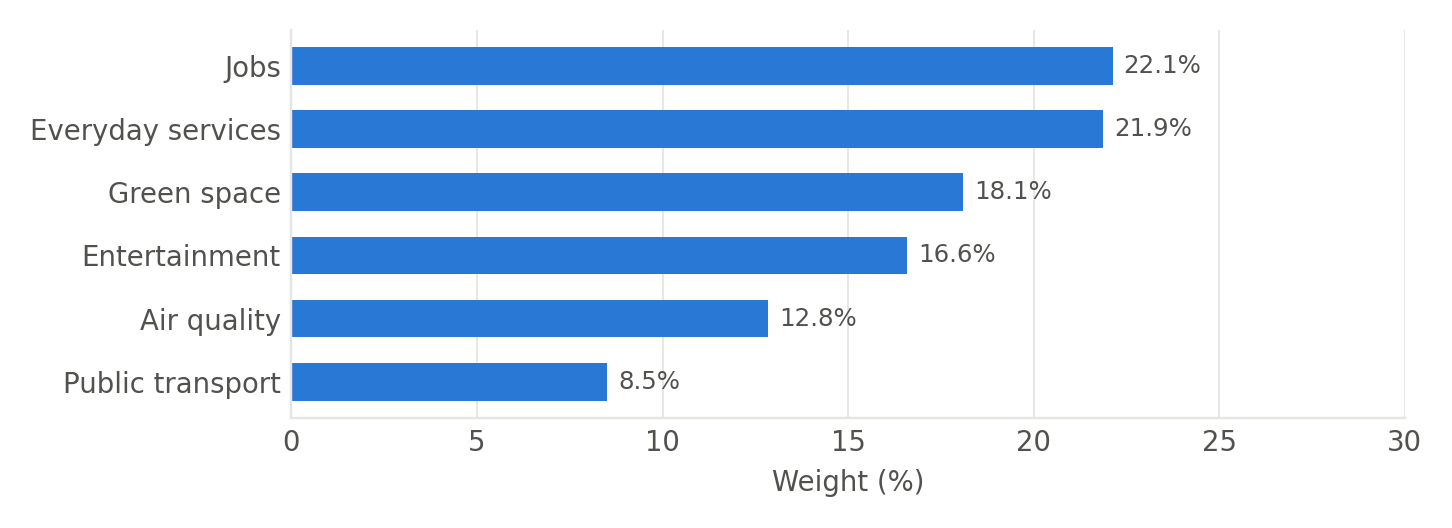 Jobs 22.1%
Everyday services 21.9%
Green space 18.1%
Entertainment 16.6%
Air quality 12.8%
Public transport 8.5%
0 5 10 15 20 25 30
Weight (%)